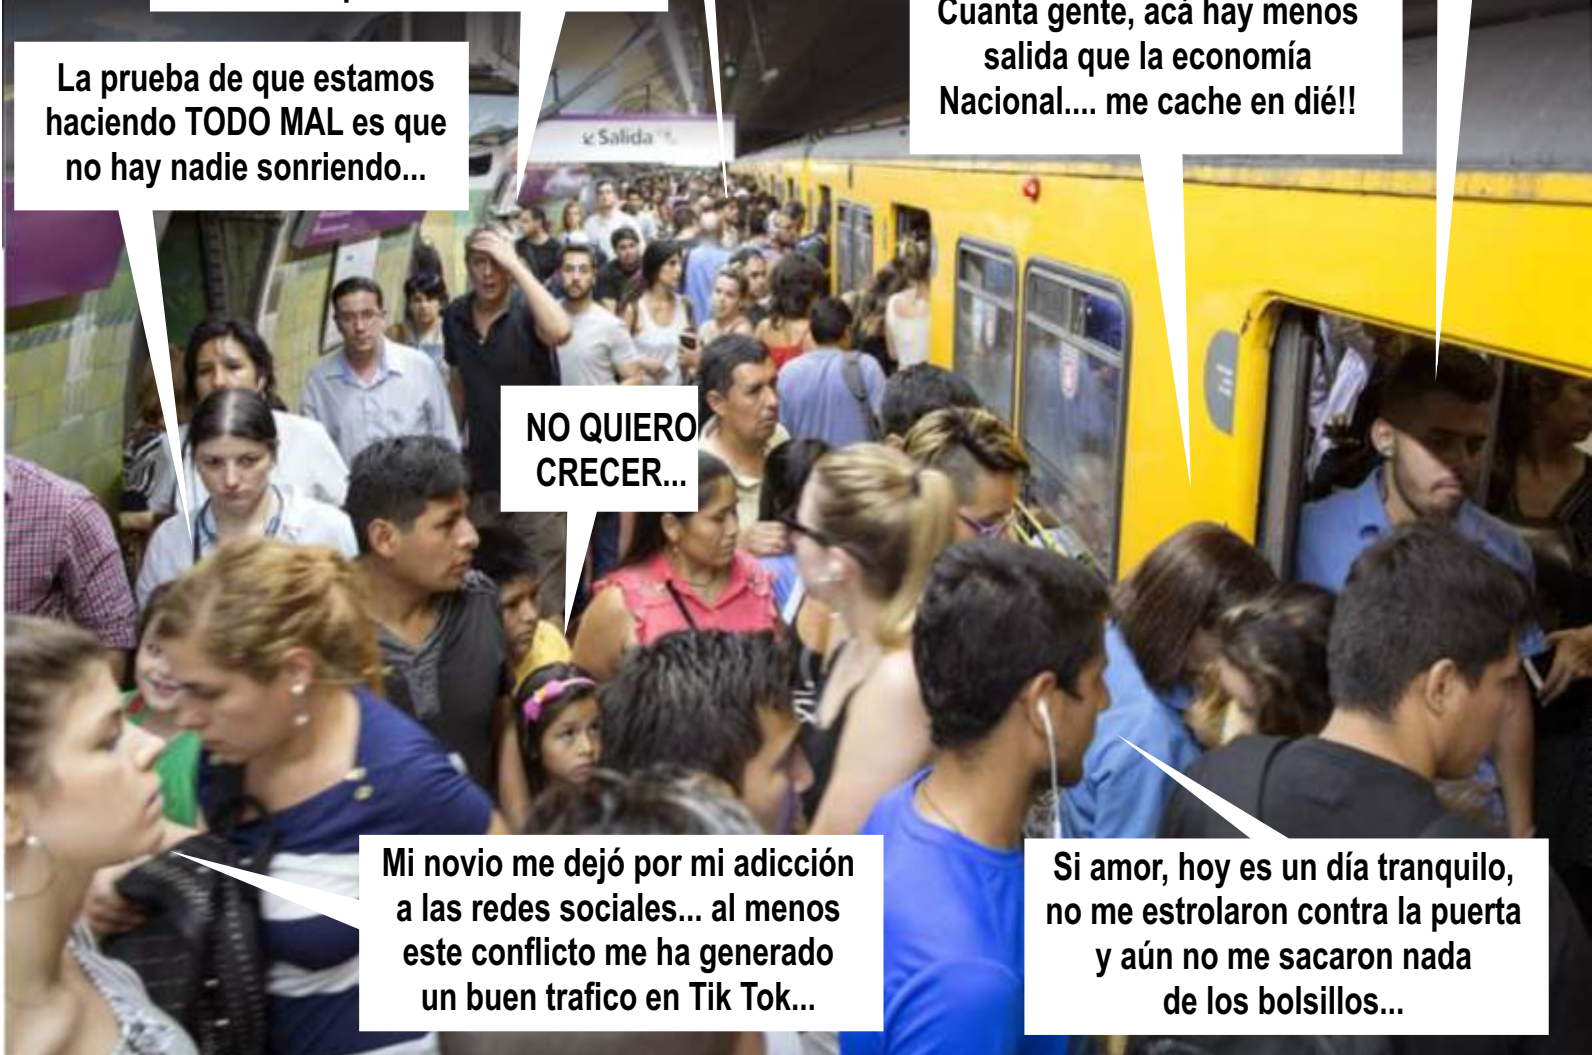 Cuanta gente, acá hay menos
salida que la economía
Nacional.... me cache en dié!!
La prueba de que estamos
haciendo TODO MAL es que
no hay nadie sonriendo...
Salida
NO QUIERO
CRECER...
Mi novio me dejó por mi adicción
a las redes sociales... al menos
este conflicto me ha generado
un buen trafico en Tik Tok...
Si amor, hoy es un día tranquilo,
no me estrolaron contra la puerta
y aún no me sacaron nada
de los bolsillos...